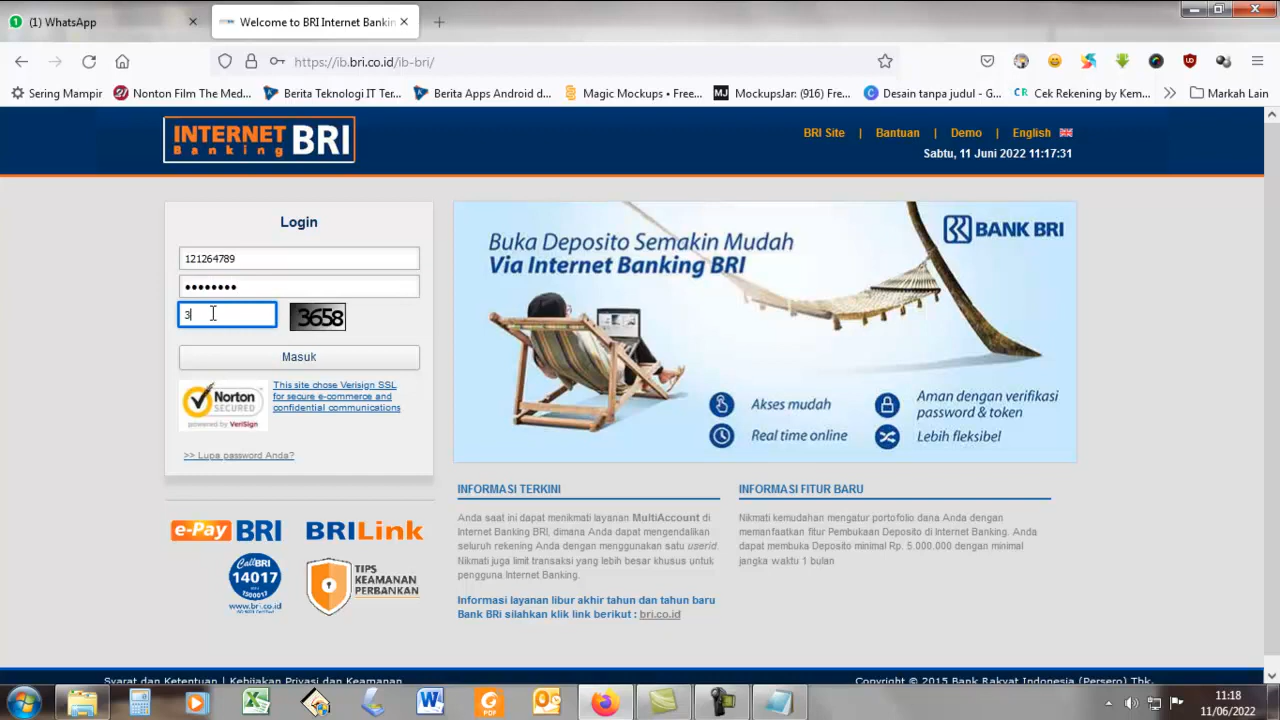 (1) WhatsApp
Welcome to BRI Internet Bankin
https://ib.bri.co.id/ib-bri/
Sering Mampir
Nonton Film The Med...
Berita Teknologi IT Ter...
Berita Apps Android d...
Magic Mockups • Free...
MJ MockupsJar: (916) Fre...
Desain tanpa judul - G...
CR Cek Rekening by Kem...
Markah Lain
INTERNET Banking BRI
BRI Site | Bantuan | Demo | English
Sabtu, 11 Juni 2022 11:17:31
Login
121264789
3
3658
Masuk
Norton
SECURED
powered by VeriSign
This site chose Verisign SSL
for secure e-commerce and
confidential communications
>> Lupa password Anda?
Buka Deposito Semakin Mudah
Via Internet Banking BRI
BANK BRI
Akses mudah
Real time online
Aman dengan verifikasi
password & token
Lebih fleksibel
e-Pay BRI
BRILink
CallBRI
14017
1500017
www.bri.co.id
TIPS
KEAMANAN
PERBANKAN
INFORMASI TERKINI
Anda saat ini dapat menikmati layanan MultiAccount di
Internet Banking BRI, dimana Anda dapat mengendalikan
seluruh rekening Anda dengan menggunakan satu userid.
Nikmati juga limit transaksi yang lebih besar khusus untuk
pengguna Internet Banking.
Informasi layanan libur akhir tahun dan tahun baru
Bank BRi silahkan klik link berikut : bri.co.id
INFORMASI FITUR BARU
Nikmati kemudahan mengatur portofolio dana Anda dengan
memanfaatkan fitur Pembukaan Deposito di Internet Banking. Anda
dapat membuka Deposito minimal Rp. 5.000.000 dengan minimal
jangka waktu 1 bulan
Syarat dan Ketentuan | Kebijakan Privasi dan Keamanan
Copyright © 2015 Bank Rakyat Indonesia (Persero) Tbk.
PDF
11:18
11/06/2022